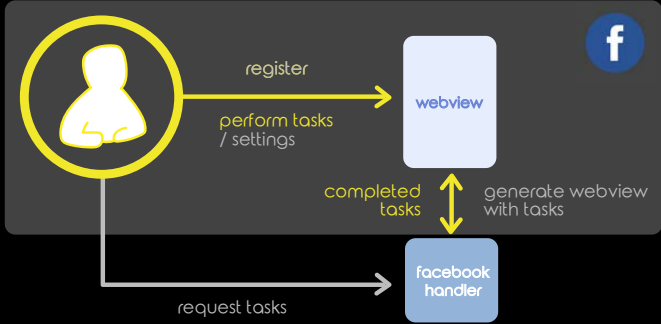 f
register
webview
perform tasks
/ settings
completed
tasks
generate webview
with tasks
facebook
handler
request tasks